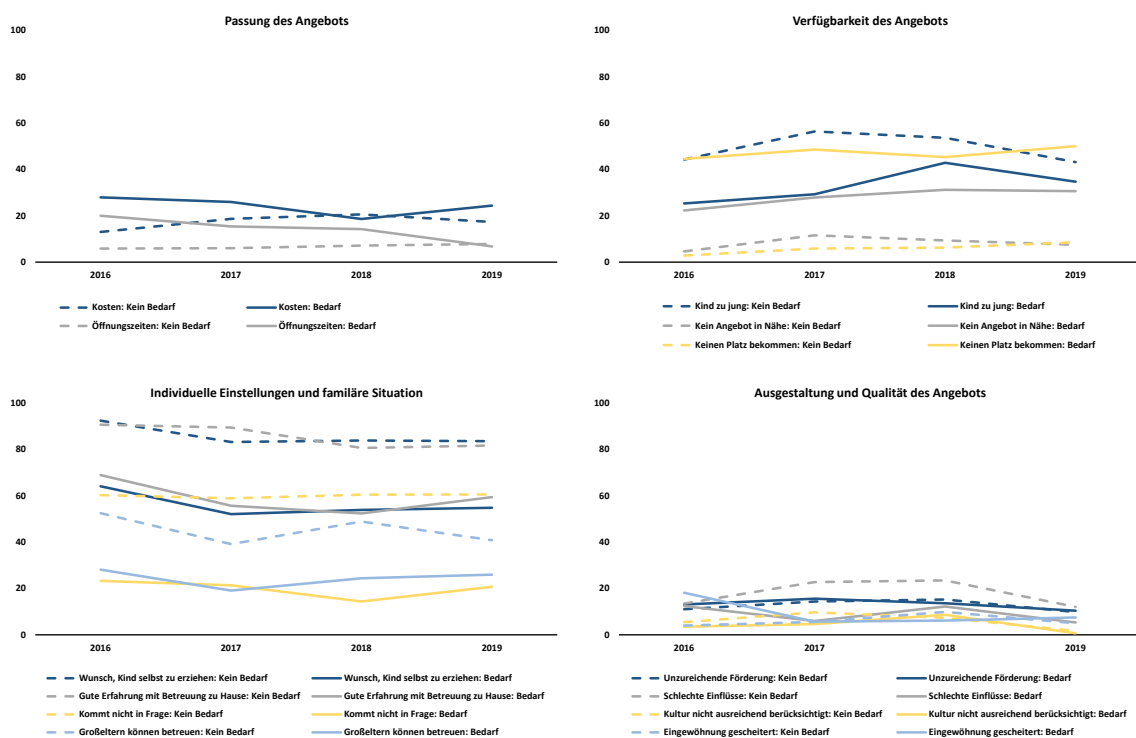 Passung des Angebots
100
80
60
40
20
0
2016 2017 2018 2019
Kosten: Kein Bedarf Kosten: Bedarf
Öffnungszeiten: Kein Bedarf Öffnungszeiten: Bedarf
Verfügbarkeit des Angebots
100
80
60
40
20
0
2016 2017 2018 2019
Kind zu jung: Kein Bedarf Kind zu jung: Bedarf
Kein Angebot in Nähe: Kein Bedarf Kein Angebot in Nähe: Bedarf
Keinen Platz bekommen: Kein Bedarf Keinen Platz bekommen: Bedarf
Individuelle Einstellungen und familäre Situation
100
80
60
40
20
0
2016 2017 2018 2019
Wunsch, Kind selbst zu erziehen: Kein Bedarf Wunsch, Kind selbst zu erziehen: Bedarf
Gute Erfahrung mit Betreuung zu Hause: Kein Bedarf Gute Erfahrung mit Betreuung zu Hause: Bedarf
Kommt nicht in Frage: Kein Bedarf Kommt nicht in Frage: Bedarf
Großeltern können betreuen: Kein Bedarf Großeltern können betreuen: Bedarf
Ausgestaltung und Qualität des Angebots
100
80
60
40
20
0
2016 2017 2018 2019
Unzureichende Förderung: Kein Bedarf Unzureichende Förderung: Bedarf
Schlechte Einflüsse: Kein Bedarf Schlechte Einflüsse: Bedarf
Kultur nicht ausreichend berücksichtigt: Kein Bedarf Kultur nicht ausreichend berücksichtigt: Bedarf
Eingewöhnung gescheitert: Kein Bedarf Eingewöhnung gescheitert: Bedarf